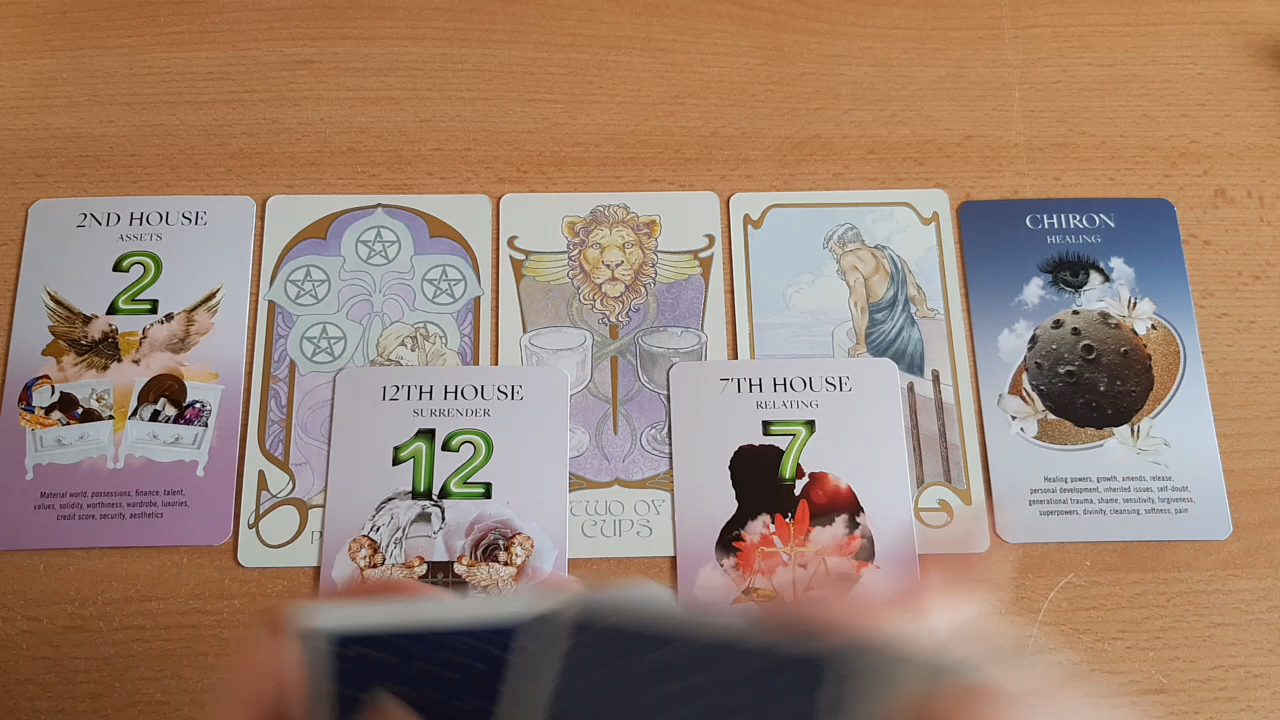 2ND HOUSE
ASSETS
2
Material world, possessions, finance, talent,
values, solidity, worthiness, wardrobe, luxuries,
credit score, security, aesthetics
TWO OF
CUPS
CHIRON
HEALING
Healing powers, growth, amends, release,
personal development, inherited issues, self-doubt,
generational trauma, shame, sensitivity, forgiveness,
superpowers, divinity, cleansing, softness, pain
12TH HOUSE
SURRENDER
12
7TH HOUSE
RELATING
7